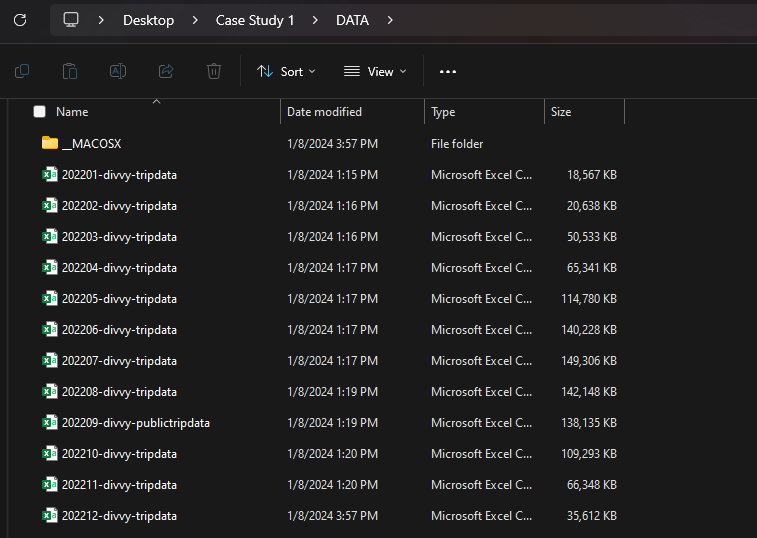 Desktop > Case Study 1 > DATA >
Sort View
Name Date modified Type Size
__MACOSX 1/8/2024 3:57 PM File folder
202201-divvy-tripdata 1/8/2024 1:15 PM Microsoft Excel C... 18,567 KB
202202-divvy-tripdata 1/8/2024 1:16 PM Microsoft Excel C... 20,638 KB
202203-divvy-tripdata 1/8/2024 1:16 PM Microsoft Excel C... 50,533 KB
202204-divvy-tripdata 1/8/2024 1:17 PM Microsoft Excel C... 65,341 KB
202205-divvy-tripdata 1/8/2024 1:17 PM Microsoft Excel C... 114,780 KB
202206-divvy-tripdata 1/8/2024 1:17 PM Microsoft Excel C... 140,228 KB
202207-divvy-tripdata 1/8/2024 1:17 PM Microsoft Excel C... 149,306 KB
202208-divvy-tripdata 1/8/2024 1:19 PM Microsoft Excel C... 142,148 KB
202209-divvy-publictripdata 1/8/2024 1:19 PM Microsoft Excel C... 138,135 KB
202210-divvy-tripdata 1/8/2024 1:20 PM Microsoft Excel C... 109,293 KB
202211-divvy-tripdata 1/8/2024 1:20 PM Microsoft Excel C... 66,348 KB
202212-divvy-tripdata 1/8/2024 3:57 PM Microsoft Excel C... 35,612 KB